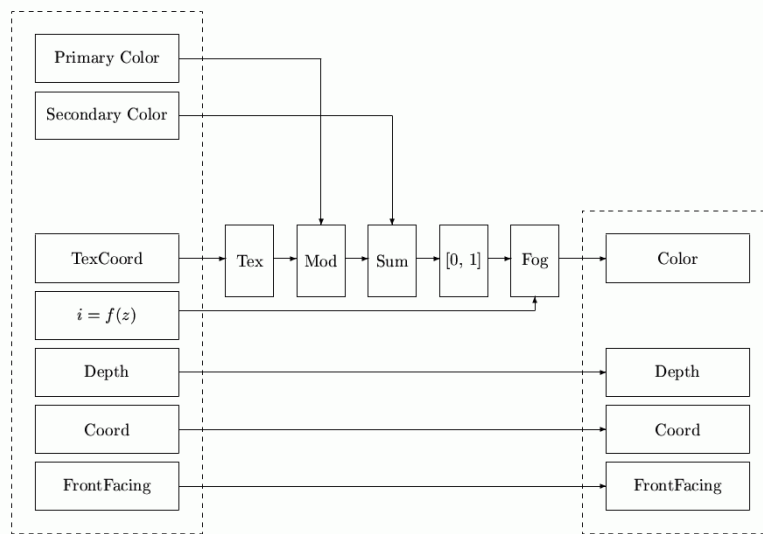 Primary Color
Secondary Color
TexCoord
Tex
Mod
Sum
[0, 1]
Fog
Color
i = f(z)
Depth
Depth
Coord
Coord
FrontFacing
FrontFacing